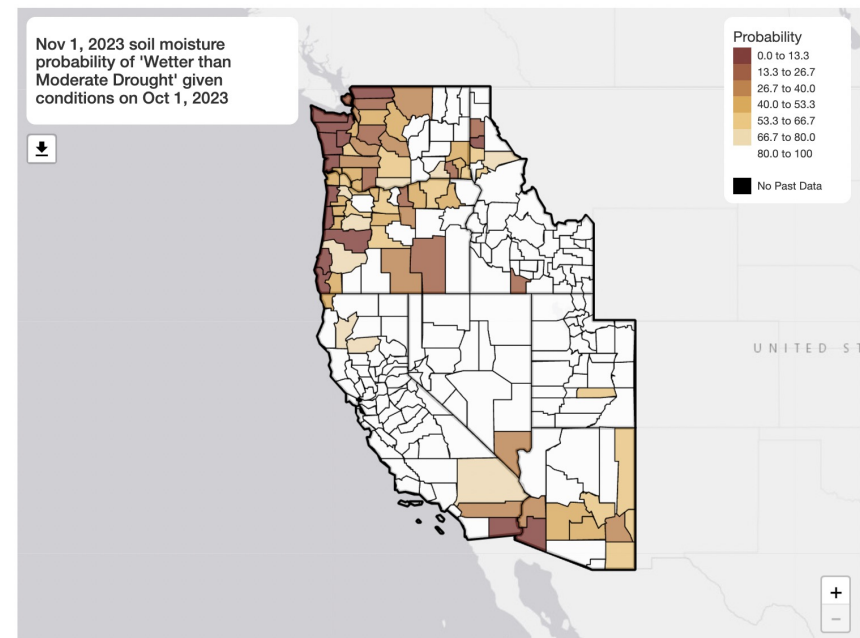 Nov 1, 2023 soil moisture
probability of 'Wetter than
Moderate Drought' given
conditions on Oct 1, 2023
Probability
0.0 to 13.3
13.3 to 26.7
26.7 to 40.0
40.0 to 53.3
53.3 to 66.7
66.7 to 80.0
80.0 to 100
No Past Data
UNITED ST
+
−